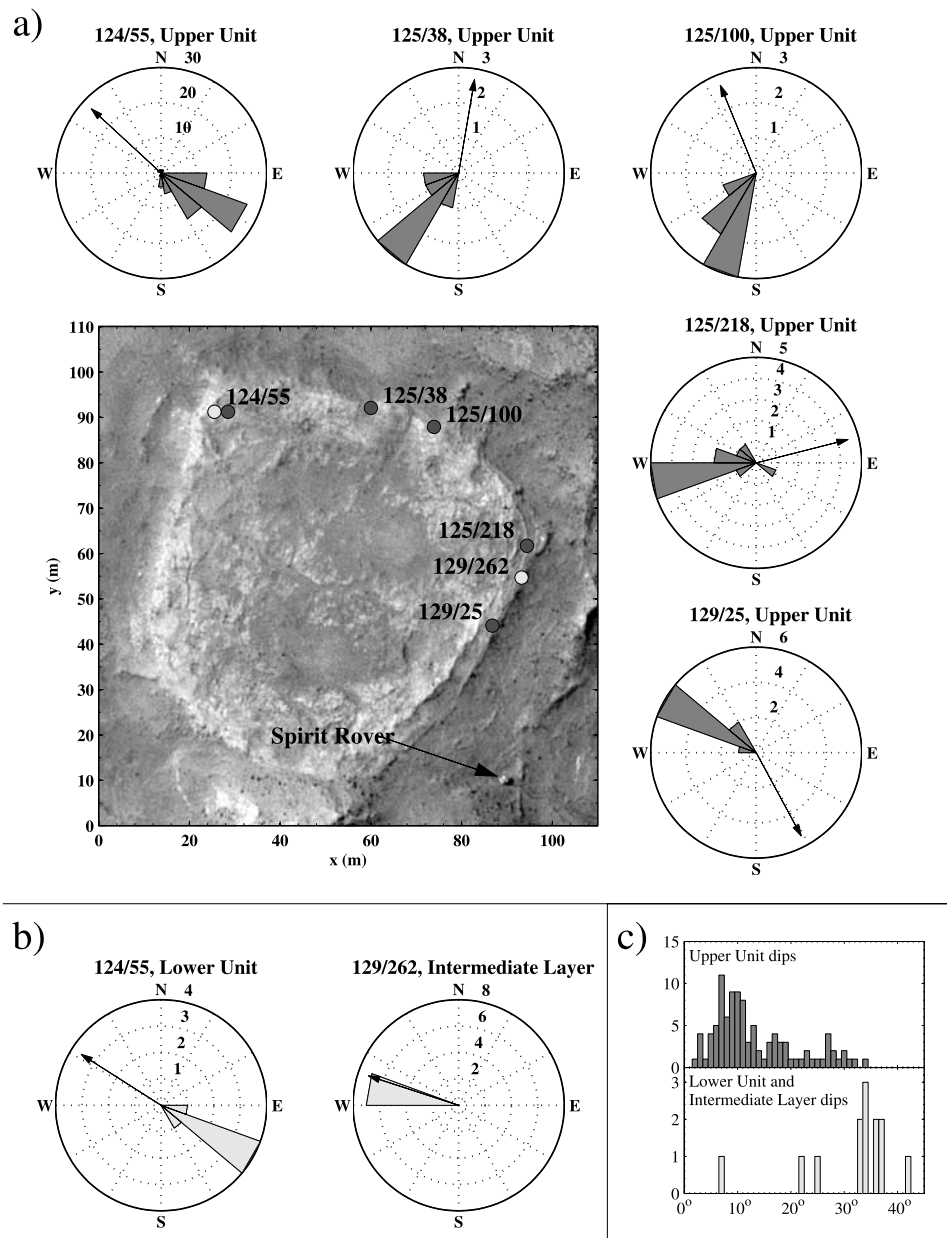 a)
124/55, Upper Unit
N 30
20
10
W E
S
125/38, Upper Unit
N 3
2
1
W E
S
125/100, Upper Unit
N 3
2
1
W E
S
110
100
90
80
70
60
50
40
30
20
10
0
y (m)
0 20 40 60 80 100
x (m)
124/55
125/38
125/100
125/218
129/262
129/25
Spirit Rover
125/218, Upper Unit
N 5
4
3
2
1
W E
S
129/25, Upper Unit
N 6
4
2
W E
S
b)
124/55, Lower Unit
N 4
3
2
1
W E
S
129/262, Intermediate Layer
N 8
6
4
2
W E
S
c)
15
10
5
0
Upper Unit dips
3
2
1
0
Lower Unit and
Intermediate Layer dips
0° 10° 20° 30° 40°